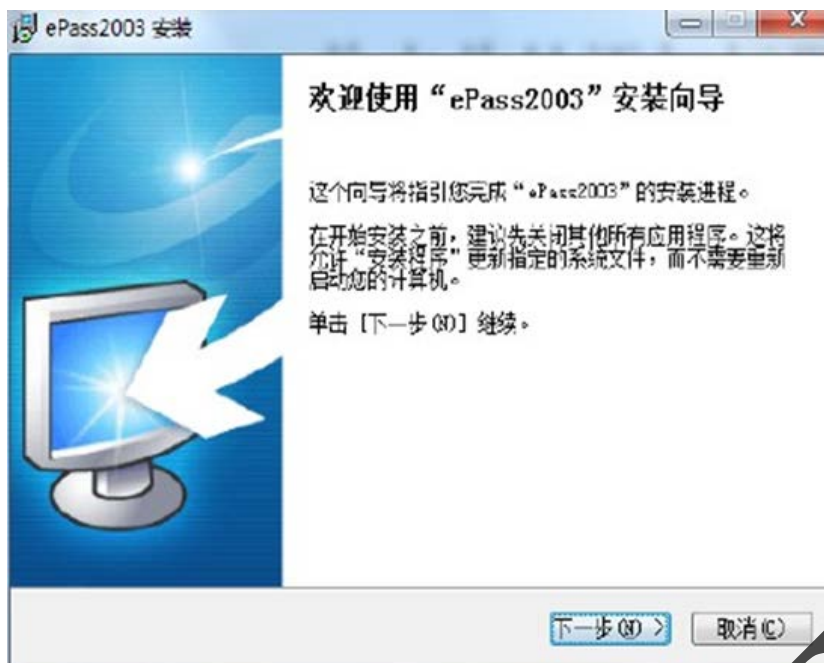 ePass2003 安装
欢迎使用“ePass2003”安装向导
这个向导将指引您完成“ePass2003”的安装进程。
在开始安装之前，建议先关闭其他所有应用程序。这将
允许“安装程序”更新指定的系统文件，而不需要重新
启动您的计算机。
单击 [下一步(N)] 继续。
下一步(N) >
取消(C)